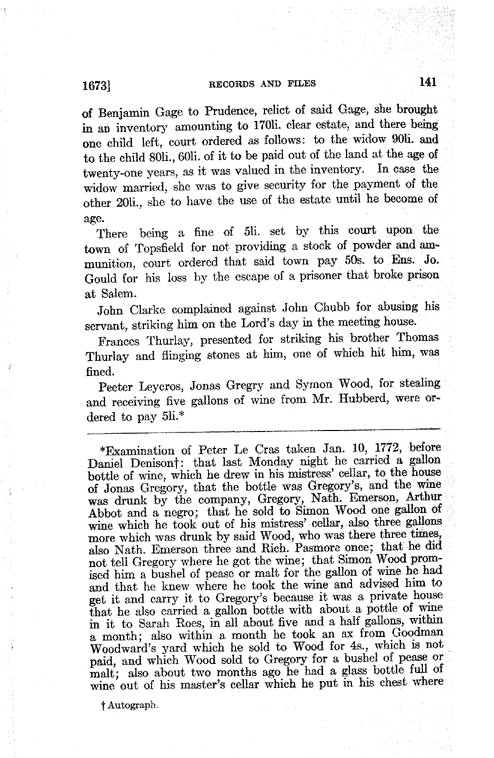 1673] RECORDS AND FILES 141
of Benjamin Gage to Prudence, relict of said Gage, she brought
in an inventory amounting to 170li. clear estate, and there being
one child left, court ordered as follows: to the widow 90li. and
to the child 80li., 60li. of it to be paid out of the land at the age of
twenty-one years, as it was valued in the inventory. In case the
widow married, she was to give security for the payment of the
other 20li., she to have the use of the estate until he become of
age.
There being a fine of 5li. set by this court upon the
town of Topsfield for not providing a stock of powder and am-
munition, court ordered that said town pay 50s. to Ens. Jo.
Gould for his loss by the escape of a prisoner that broke prison
at Salem.
John Clarke complained against John Chubb for abusing his
servant, striking him on the Lord's day in the meeting house.
Frances Thurlay, presented for striking his brother Thomas
Thurlay and flinging stones at him, one of which hit him, was
fined.
Peeter Leycros, Jonas Gregry and Symon Wood, for stealing
and receiving five gallons of wine from Mr. Hubberd, were or-
dered to pay 5li.*
*Examination of Peter Le Cras taken Jan. 10, 1772, before
Daniel Denison†: that last Monday night he carried a gallon
bottle of wine, which he drew in his mistress' cellar, to the house
of Jonas Gregory, that the bottle was Gregory's, and the wine
was drunk by the company, Gregory, Nath. Emerson, Arthur
Abbot and a negro; that he sold to Simon Wood one gallon of
wine which he took out of his mistress' cellar, also three gallons
more which was drunk by said Wood, who was there three times,
also Nath. Emerson three and Rich. Pasmore once; that he did
not tell Gregory where he got the wine; that Simon Wood prom-
ised him a bushel of pease or malt for the gallon of wine he had
and that he knew where he took the wine and advised him to
get it and carry it to Gregory's because it was a private house
that he also carried a gallon bottle with about a pottle of wine
in it to Sarah Roes, in all about five and a half gallons, within
a month; also within a month he took an ax from Goodman
Woodward's yard which he sold to Wood for 4s., which is not
paid, and which Wood sold to Gregory for a bushel of pease or
malt; also about two months ago he had a glass bottle full of
wine out of his master's cellar which he put in his chest where
† Autograph.